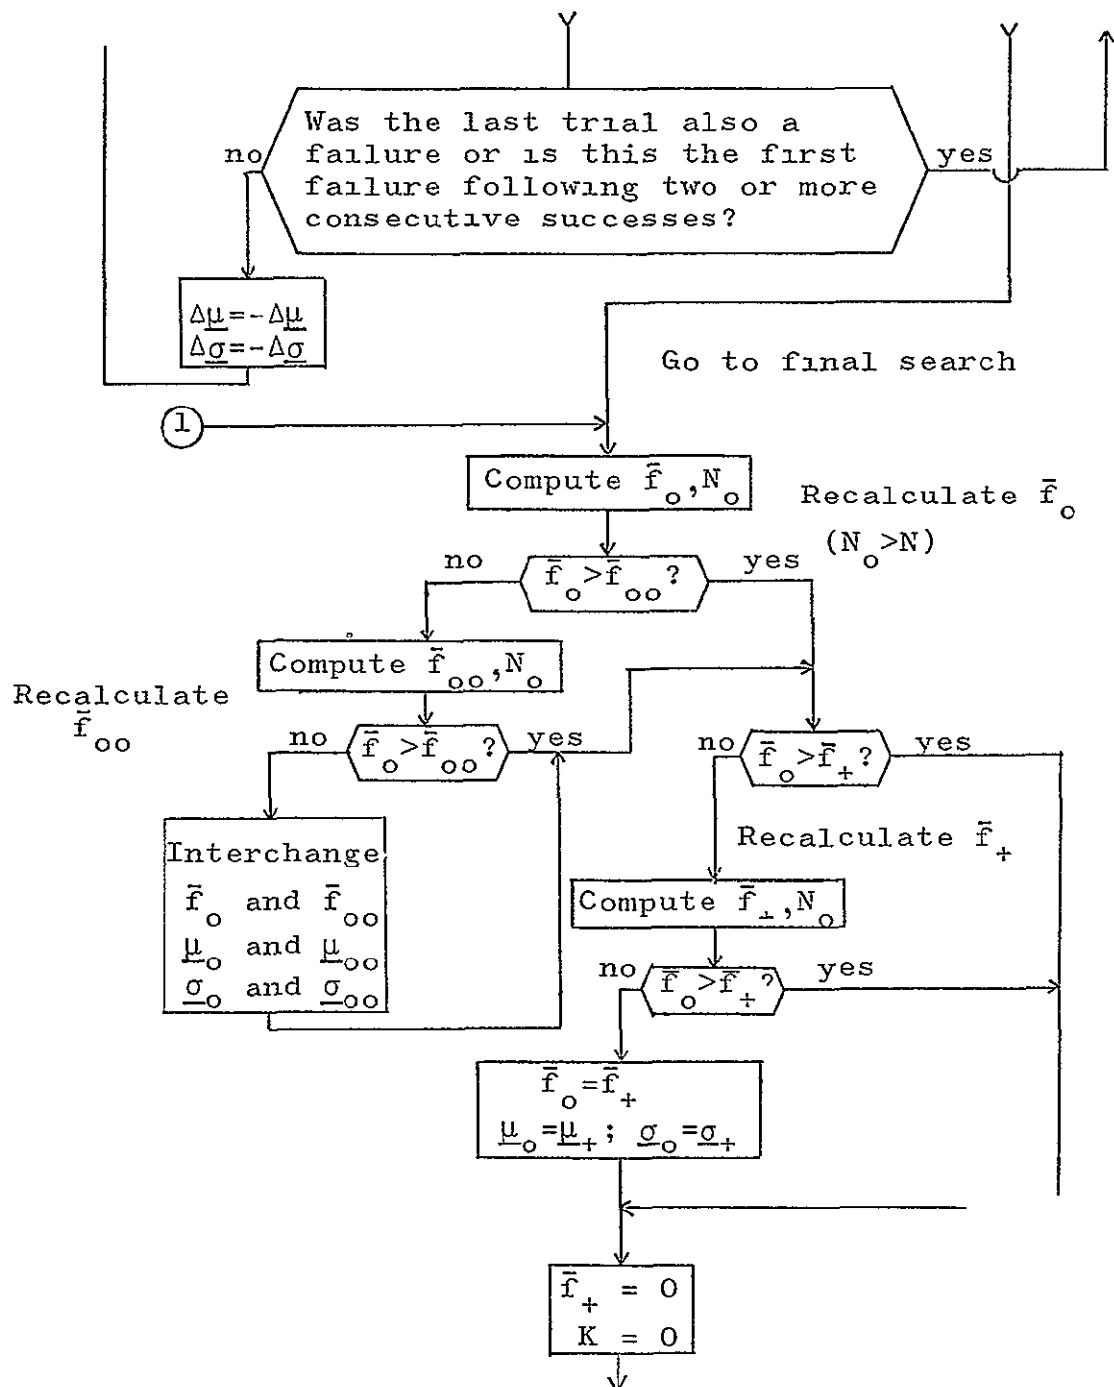 Was the last trial also a
failure or is this the first
failure following two or more
consecutive successes?
no
yes
Δμ=-Δμ
Δσ=-Δσ
Go to final search
1
Compute f̄o,No
Recalculate f̄o
(No>N)
no
f̄o>f̄oo?
yes
Compute f̄oo,No
Recalculate
f̄oo
no
f̄o>f̄oo?
yes
no
f̄o>f̄+?
yes
Interchange
f̄o and f̄oo
μo and μoo
σo and σoo
Recalculate f̄+
Compute f̄+,No
no
f̄o>f̄+?
yes
f̄o=f̄+
μo=μ+; σo=σ+
f̄+ = 0
K = 0